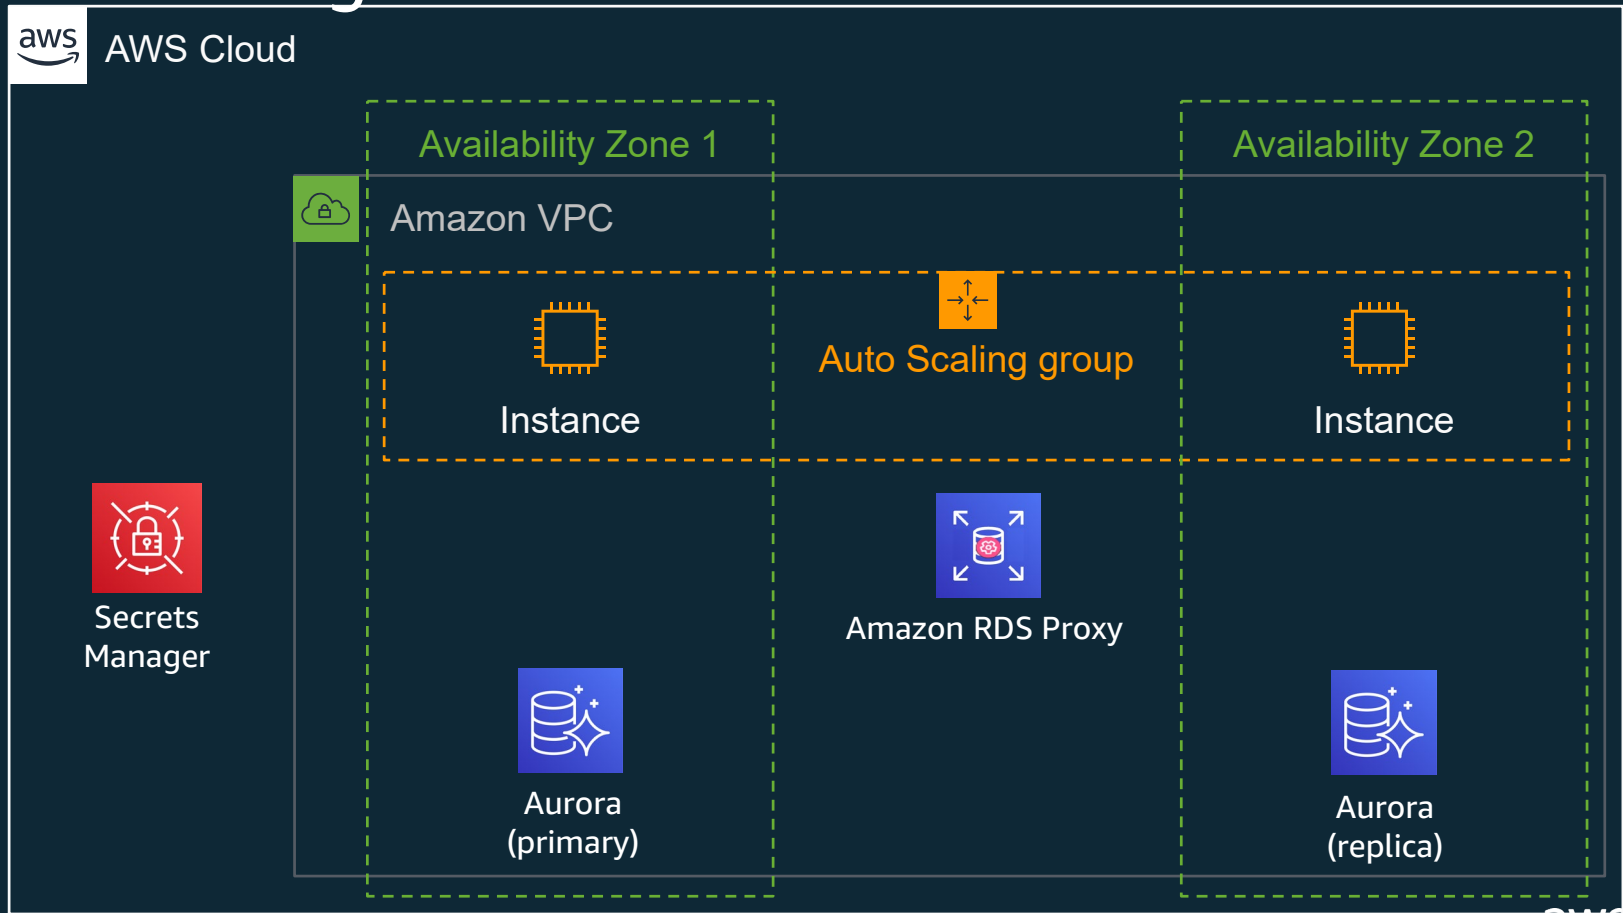 aws
AWS Cloud
Availability Zone 1
Availability Zone 2
Amazon VPC
Auto Scaling group
Instance
Instance
Secrets
Manager
Amazon RDS Proxy
Aurora
(primary)
Aurora
(replica)